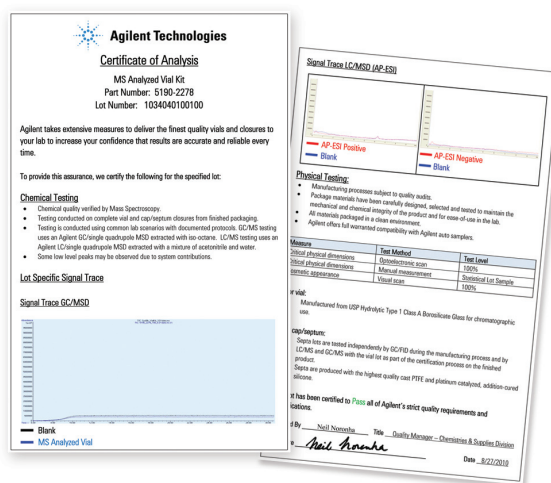 Agilent Technologies
Certificate of Analysis
MS Analyzed Vial Kit
Part Number: 5190-2278
Lot Number: 1034040100100
Agilent takes extensive measures to deliver the finest quality vials and closures to
your lab to increase your confidence that results are accurate and reliable every
time.
To provide this assurance, we certify the following for the specified lot:
Chemical Testing
• Chemical quality verified by Mass Spectroscopy.
• Testing conducted on complete vial and cap/septum closures from finished packaging.
• Testing is conducted using common lab scenarios with documented protocols. GC/MS testing
uses an Agilent GC/single quadrupole MSD extracted with iso-octane. LC/MS testing uses an
Agilent LC/single quadrupole MSD extracted with a mixture of acetonitrile and water.
• Some low level peaks may be observed due to system contributions.
Lot Specific Signal Trace
Signal Trace GC/MSD
Blank
MS Analyzed Vial
Signal Trace LC/MSD (AP-ESI)
AP-ESI Positive
Blank
AP-ESI Negative
Blank
Physical Testing:
• Manufacturing processes subject to quality audits.
• Package materials have been carefully designed, selected and tested to maintain the
mechanical and chemical integrity of the product and for ease-of-use in the lab.
• All materials packaged in a clean environment.
• Agilent offers full warranted compatibility with Agilent auto samplers.
Measure Test Method Test Level
Critical physical dimensions Optoelectronic scan 100%
Critical physical dimensions Manual measurement Statistical Lot Sample
Cosmetic appearance Visual scan 100%
vial:
Manufactured from USP Hydrolytic Type 1 Class A Borosilicate Glass for chromatographic
use.
cap/septum:
Septa lots are tested independently by GC/FID during the manufacturing process and by
LC/MS and GC/MS with the vial lot as part of the certification process on the finished
product.
Septa are produced with the highest quality cast PTFE and platinum catalyzed, addition-cured
silicone.
has been certified to Pass all of Agilent's strict quality requirements and
By Neil Noronha Title Quality Manager – Chemistries & Supplies Division
Neil Noronha Date 9/27/2010